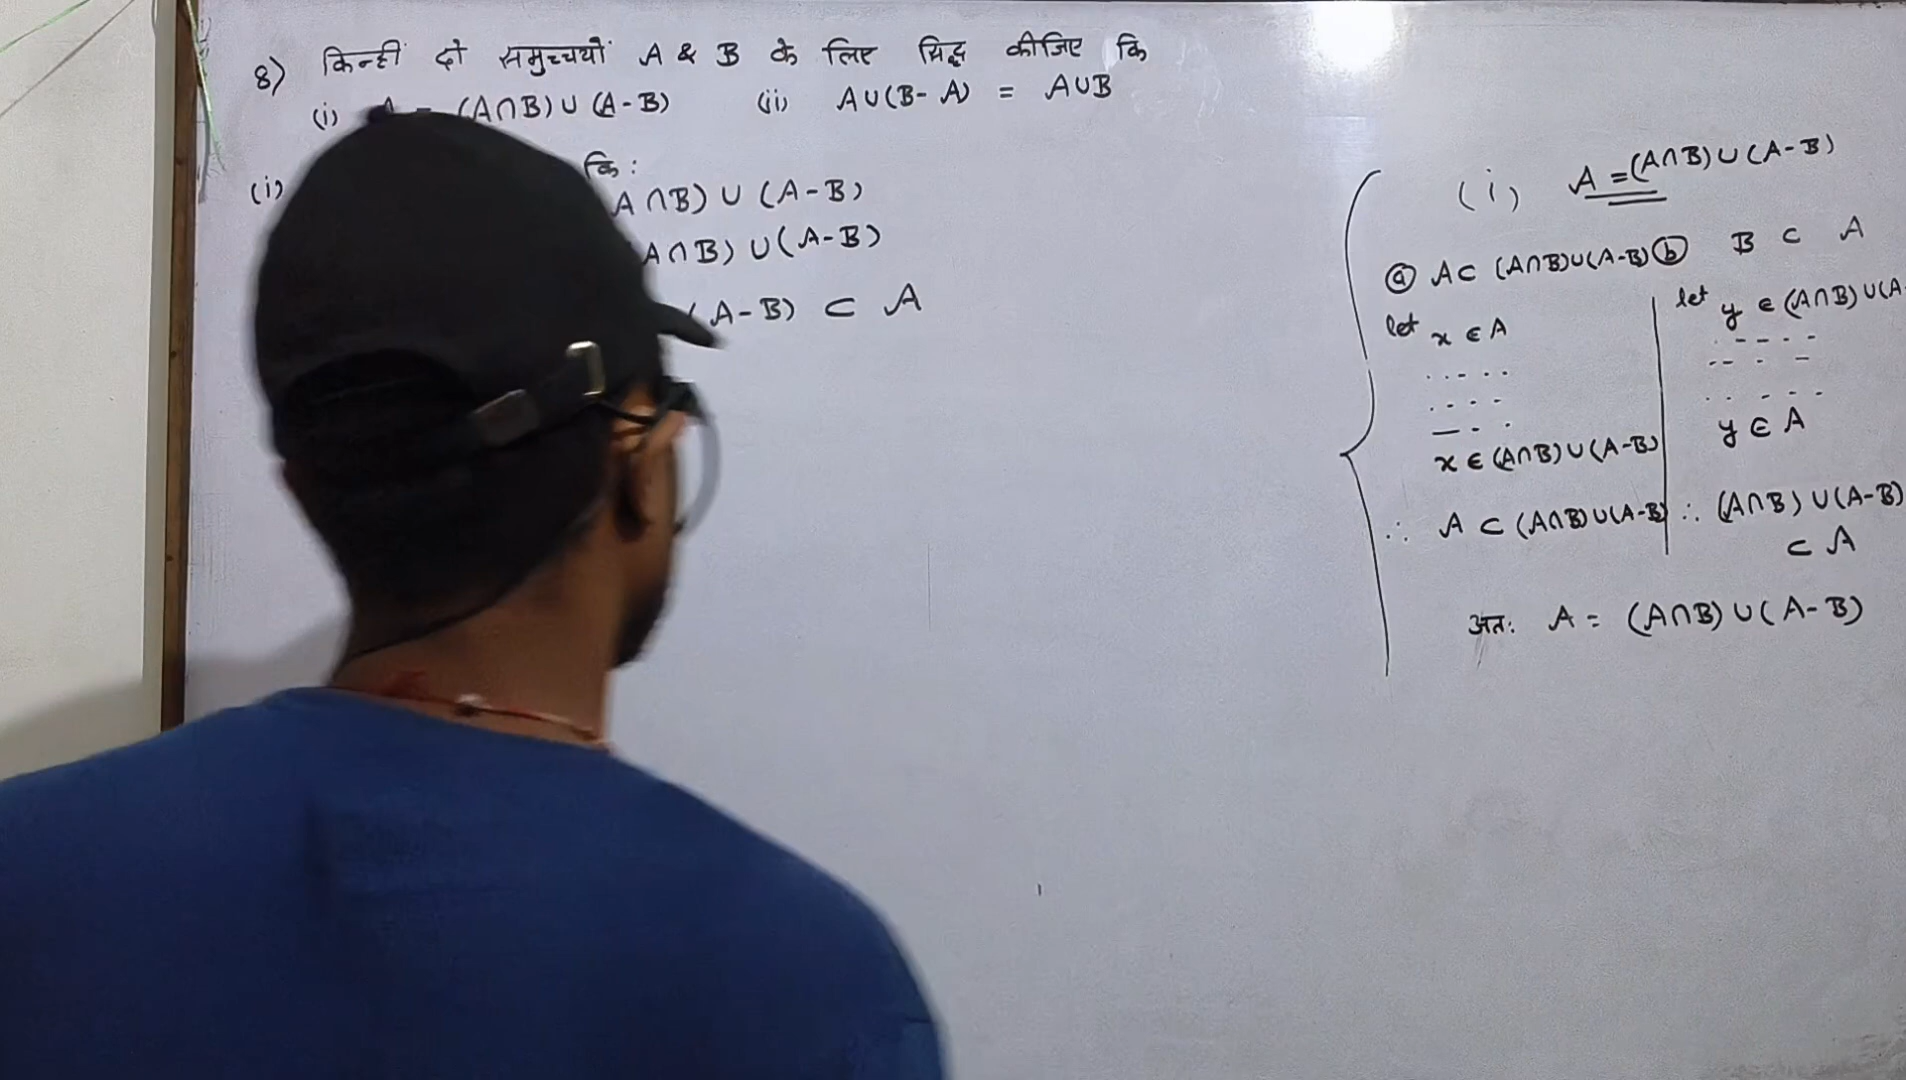 8) किन्हीं दो समुच्चयों A & B के लिए सिद्ध कीजिए कि
(i) A = (A∩B)∪(A-B) (ii) A∪(B-A) = A∪B
(i) कि:
A∩B)∪(A-B)
A∩B)∪(A-B)
(A-B) ⊂ A
(i) A = (A∩B)∪(A-B)
ⓐ A⊂ (A∩B)∪(A-B) ⓑ B ⊂ A
let x ∈ A
. . - . .
. - - -
— - .
x ∈ (A∩B)∪(A-B)
∴ A ⊂ (A∩B)∪(A-B)
let y ∈ (A∩B)∪(A-
. - - - -
-- - -
. . - - -
y ∈ A
∴ (A∩B)∪(A-B)
⊂ A
अतः A = (A∩B)∪(A-B)